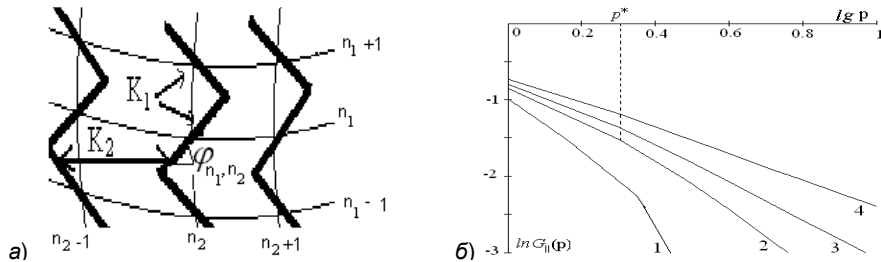 а)
n₁+1
K₁
n₁
K₂
φn₁,n₂
n₁-1
n₂-1
n₂
n₂+1
б)
p*
lg p
0
0.2
0.4
0.6
0.8
1
-1
-2
-3
ln G||(p)
1
2
3
4